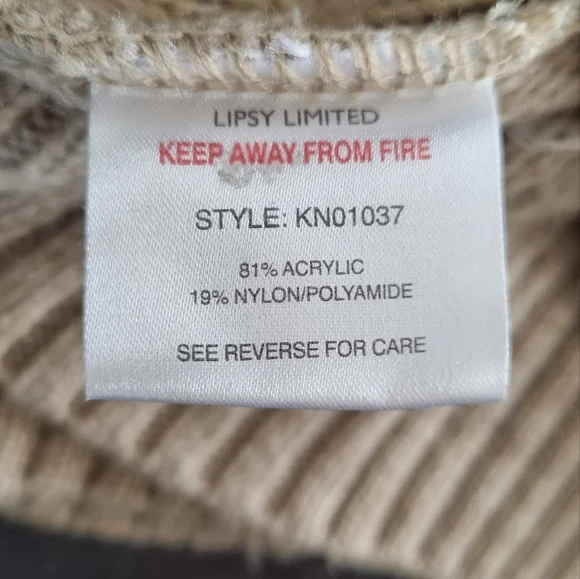 LIPSY LIMITED
KEEP AWAY FROM FIRE
STYLE: KN01037
81% ACRYLIC
19% NYLON/POLYAMIDE
SEE REVERSE FOR CARE